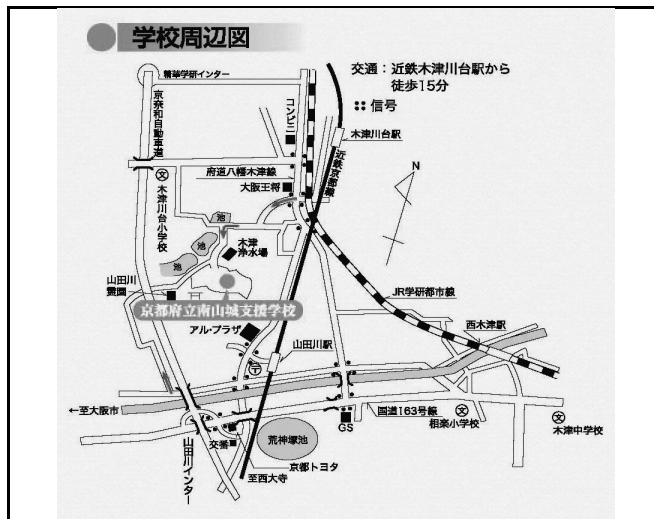 学校周辺図
交通：近鉄木津川台駅から
徒歩15分
信号
精華学研インター
京奈和自動車道
コンビニ
木津川台駅
近鉄京都線
府道八幡木津線
大阪王将
N
木津川台小学校
文
池
池
池
木津
浄水場
山田川
霊園
京都府立南山城支援学校
JR学研都市線
アル・プラザ
西木津駅
山田川駅
〒
←至大阪市
国道163号線
文
相楽小学校
文
木津中学校
GS
荒神塚池
交番
京都トヨタ
山田川インター
至西大寺